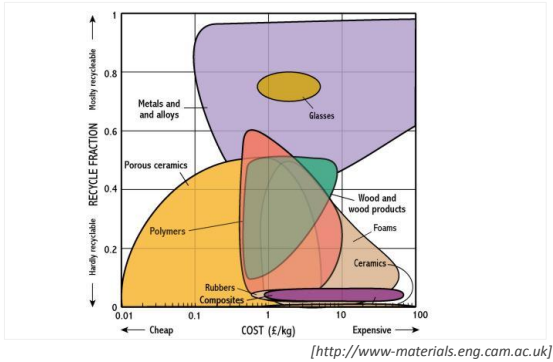 1
0.8
0.6
0.4
0.2
0
Mostly recycleable
RECYCLE FRACTION
Hardly recyclable
Metals and
and alloys
Glasses
Porous ceramics
Wood and
wood products
Foams
Polymers
Ceramics
Rubbers
Composites
0.01 0.1 1 10 100
Cheap COST (£/kg) Expensive
[http://www-materials.eng.cam.ac.uk]